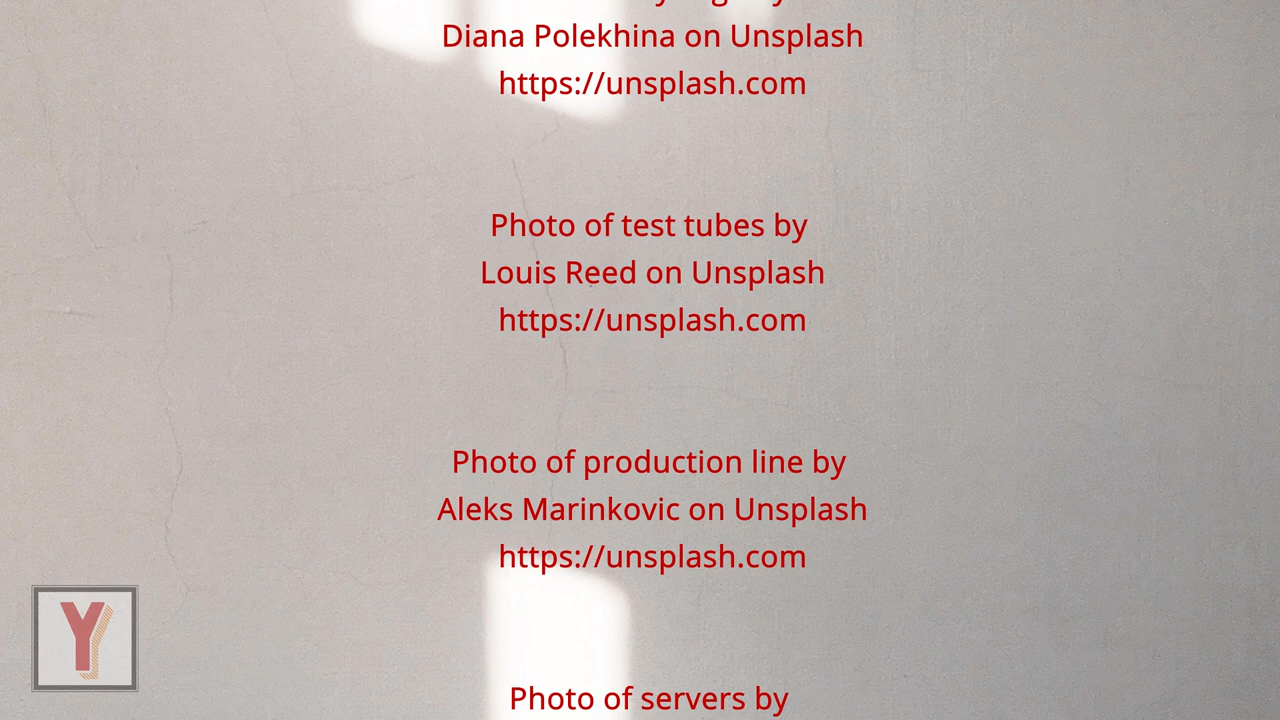 Diana Polekhina on Unsplash
https://unsplash.com
Photo of test tubes by
Louis Reed on Unsplash
https://unsplash.com
Photo of production line by
Aleks Marinkovic on Unsplash
https://unsplash.com
Y
Photo of servers by